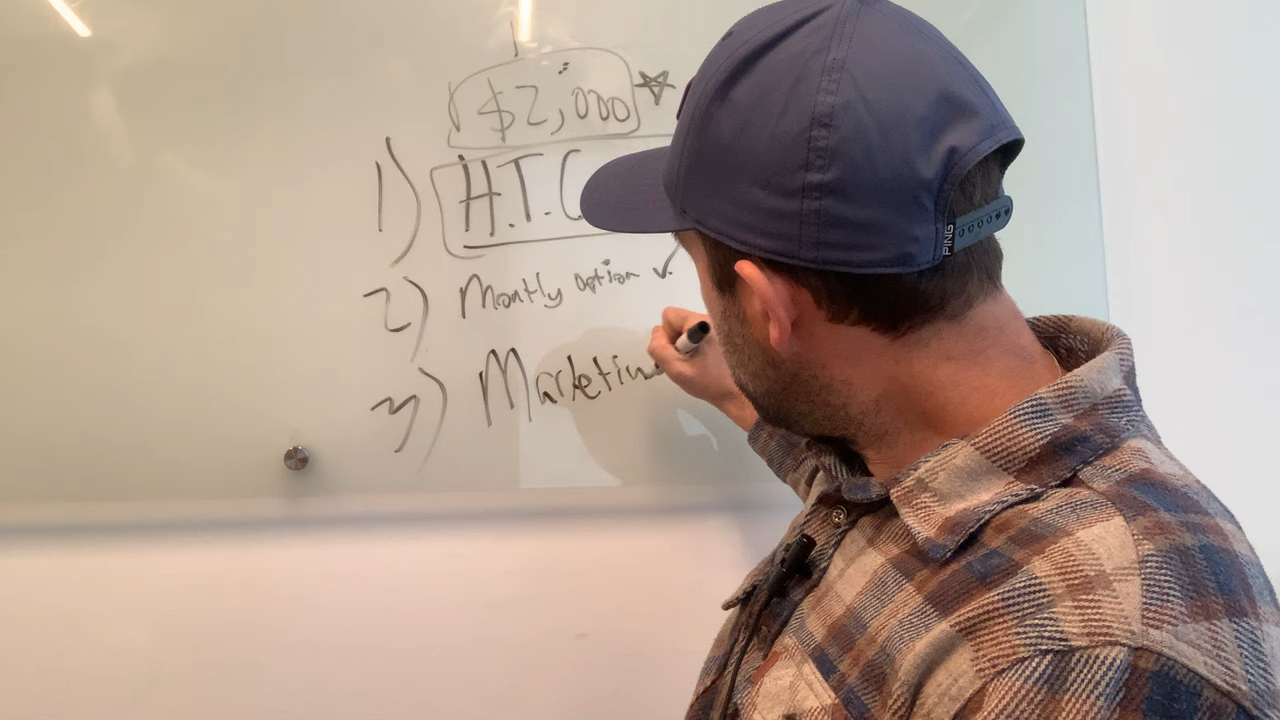 $2,000
1) H.T.C
2) Montly option ✓
3) Marketin
PING